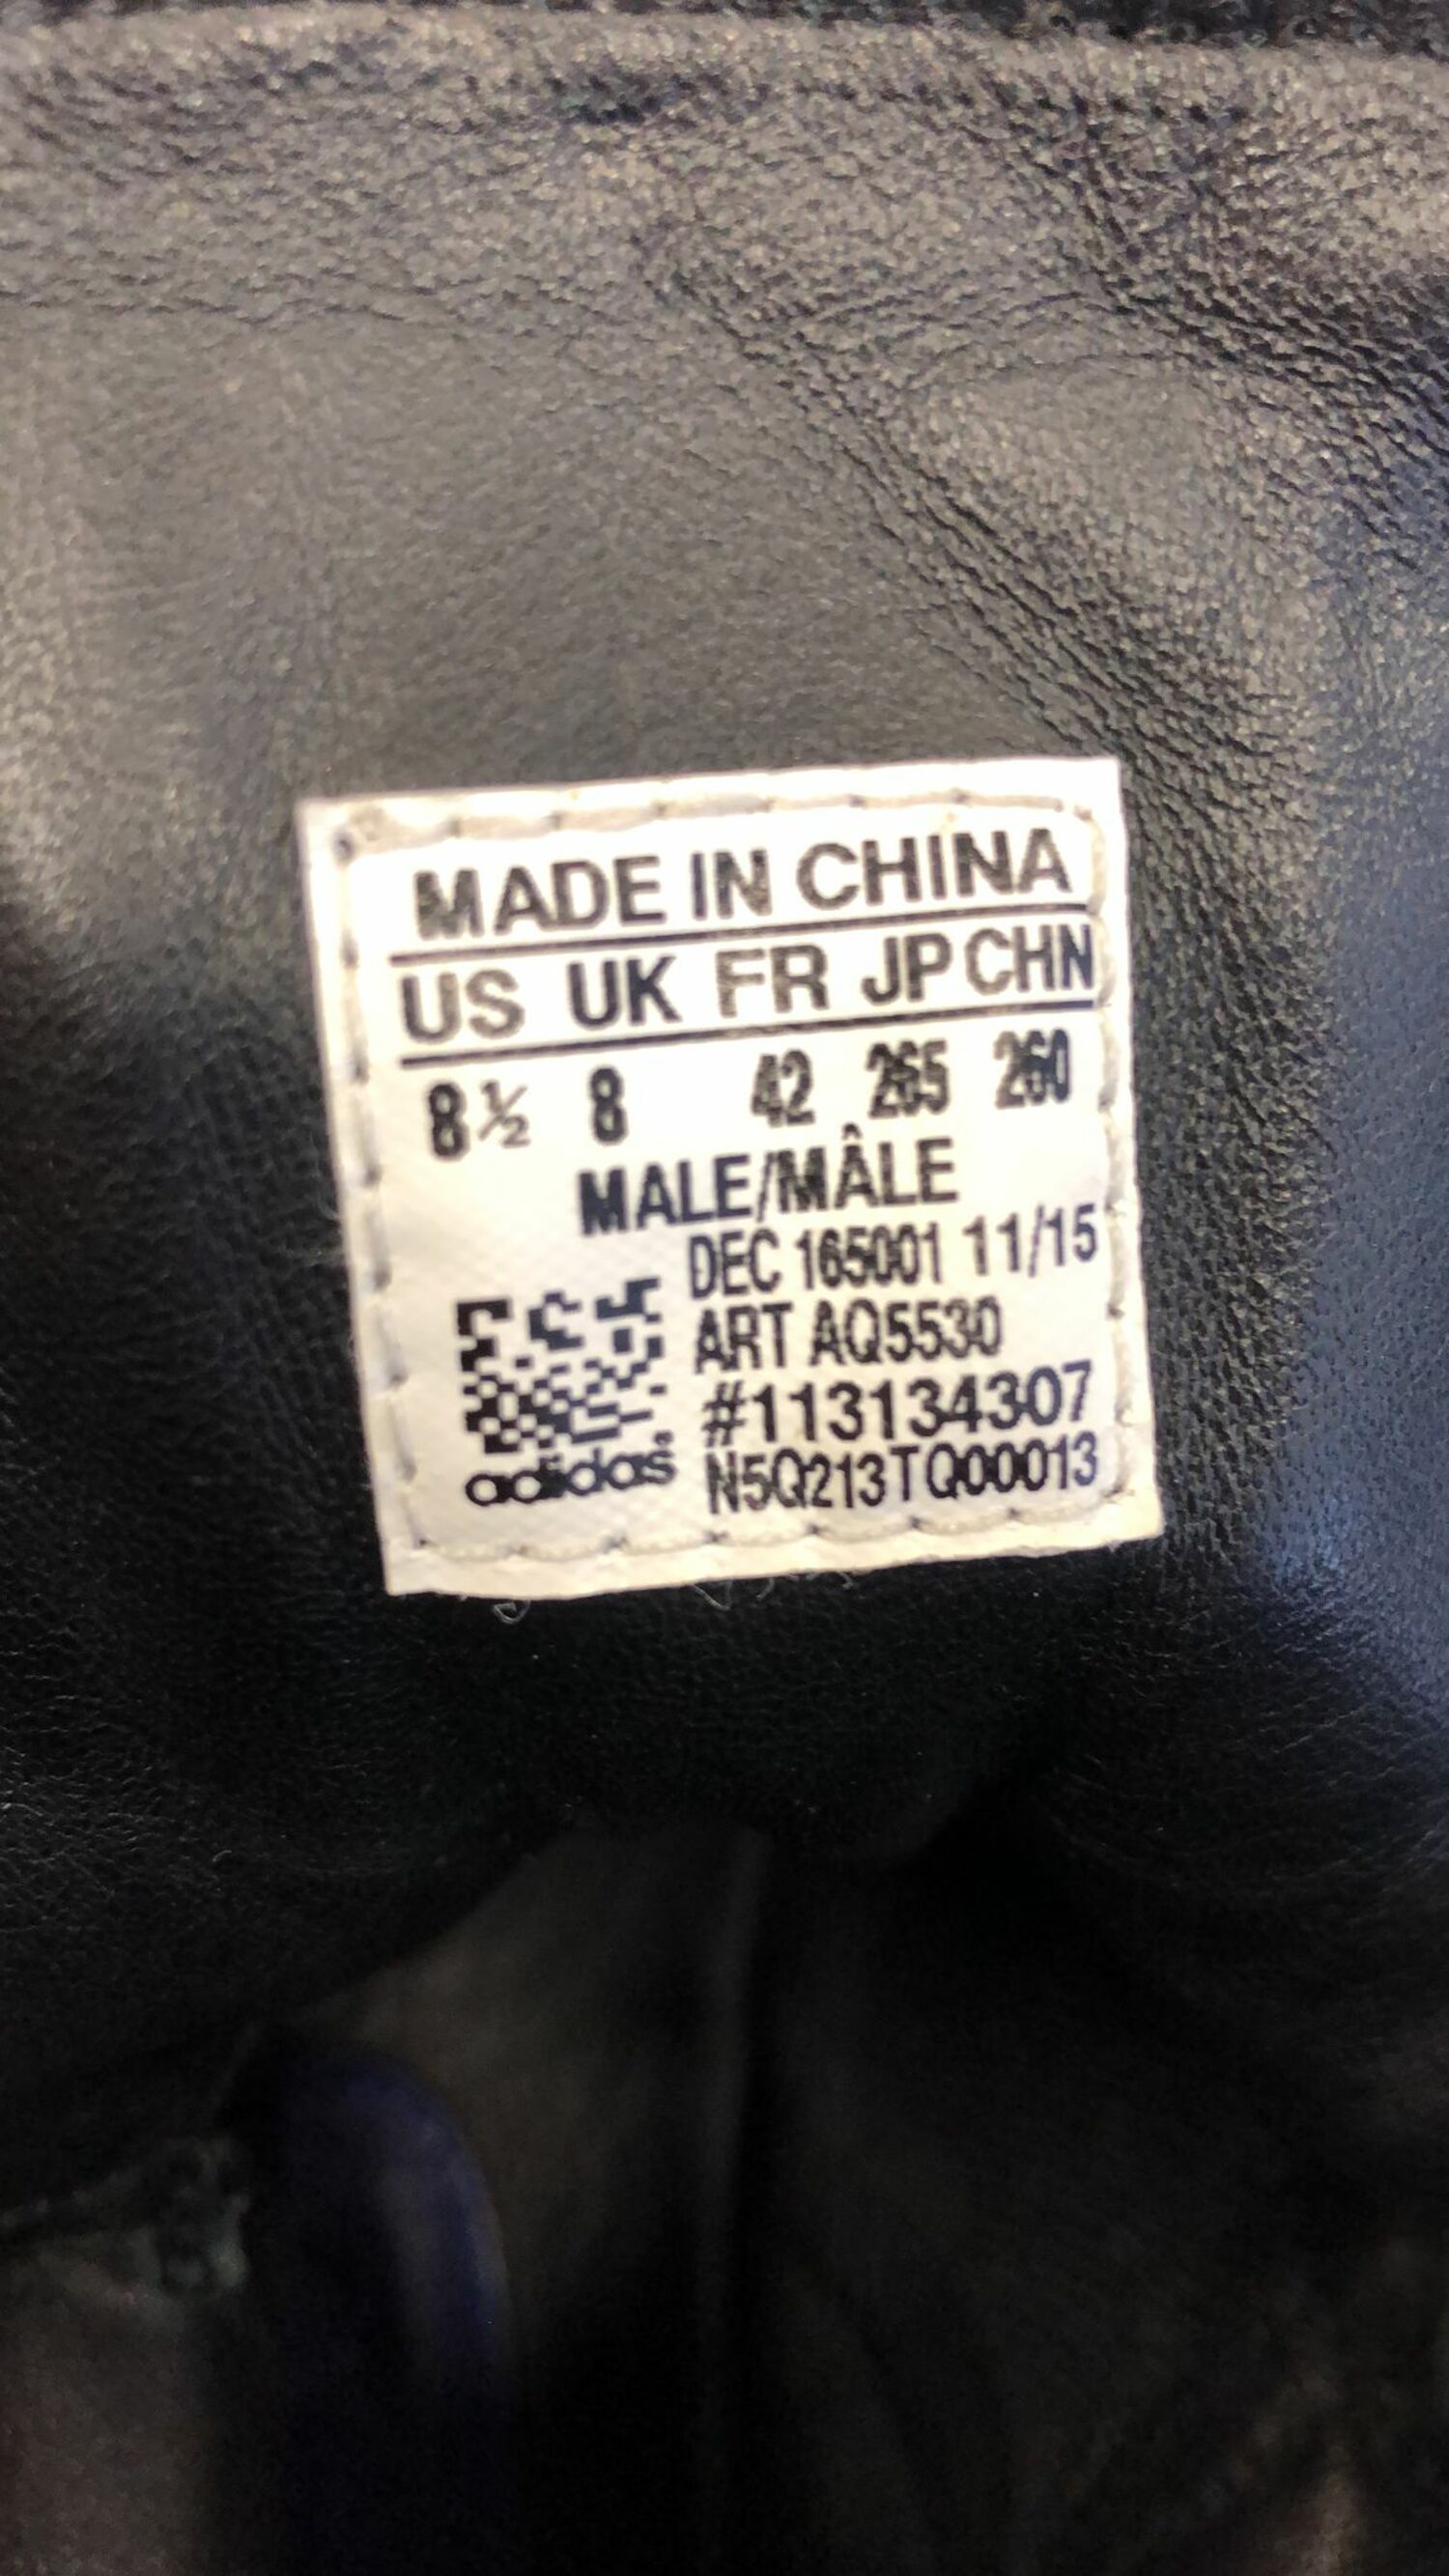 MADE IN CHINA
US UK FR JP CHN
8½ 8 42 265 260
MALE/MÂLE
DEC 165001 11/15
ART AQ5530
#113134307
adidas N5Q213TQ00013